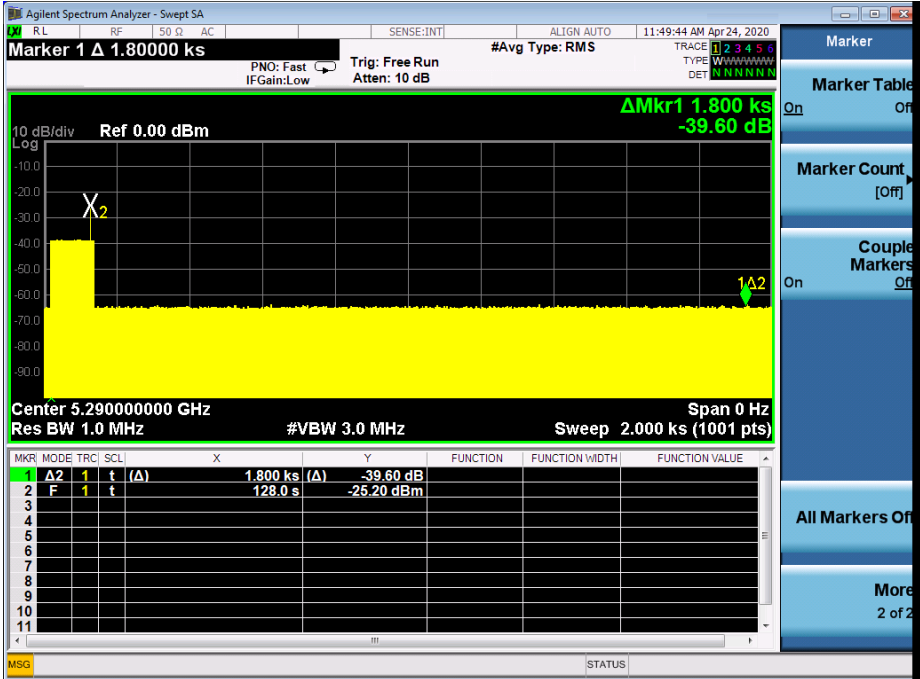 Agilent Spectrum Analyzer - Swept SA
LXI RL RF 50 Ω AC SENSE:INT ALIGN AUTO 11:49:44 AM Apr 24, 2020
Marker 1 Δ 1.80000 ks
PNO: Fast
IFGain:Low
Trig: Free Run
Atten: 10 dB
#Avg Type: RMS
TRACE 1 2 3 4 5 6
TYPE WWWWWW
DET N N N N N N
ΔMkr1 1.800 ks
-39.60 dB
10 dB/div Ref 0.00 dBm
Log
-10.0
-20.0
2
-30.0
-40.0
-50.0
1Δ2
-60.0
-70.0
-80.0
-90.0
Center 5.290000000 GHz Span 0 Hz
Res BW 1.0 MHz #VBW 3.0 MHz Sweep 2.000 ks (1001 pts)
MKR MODE TRC SCL X Y FUNCTION FUNCTION WIDTH FUNCTION VALUE
1 Δ2 1 t (Δ) 1.800 ks (Δ) -39.60 dB
2 F 1 t 128.0 s -25.20 dBm
3
4
5
6
7
8
9
10
11
MSG STATUS
Marker
Marker Table
On Off
Marker Count
[Off]
Couple
Markers
On Off
All Markers Off
More
2 of 2